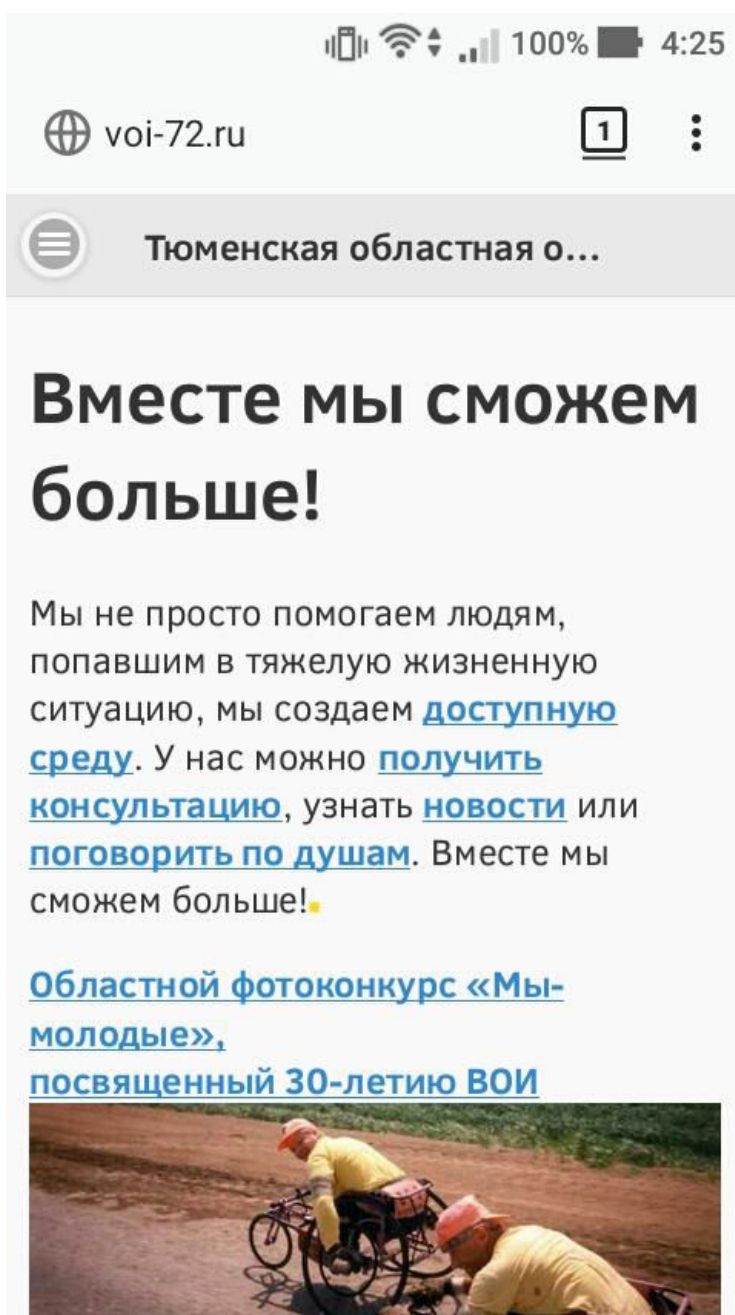 100% 4:25
voi-72.ru 1
Тюменская областная о...
Вместе мы сможем
больше!
Мы не просто помогаем людям,
попавшим в тяжелую жизненную
ситуацию, мы создаем доступную
среду. У нас можно получить
консультацию, узнать новости или
поговорить по душам. Вместе мы
сможем больше!
Областной фотоконкурс «Мы-
молодые»,
посвященный 30-летию ВОИ